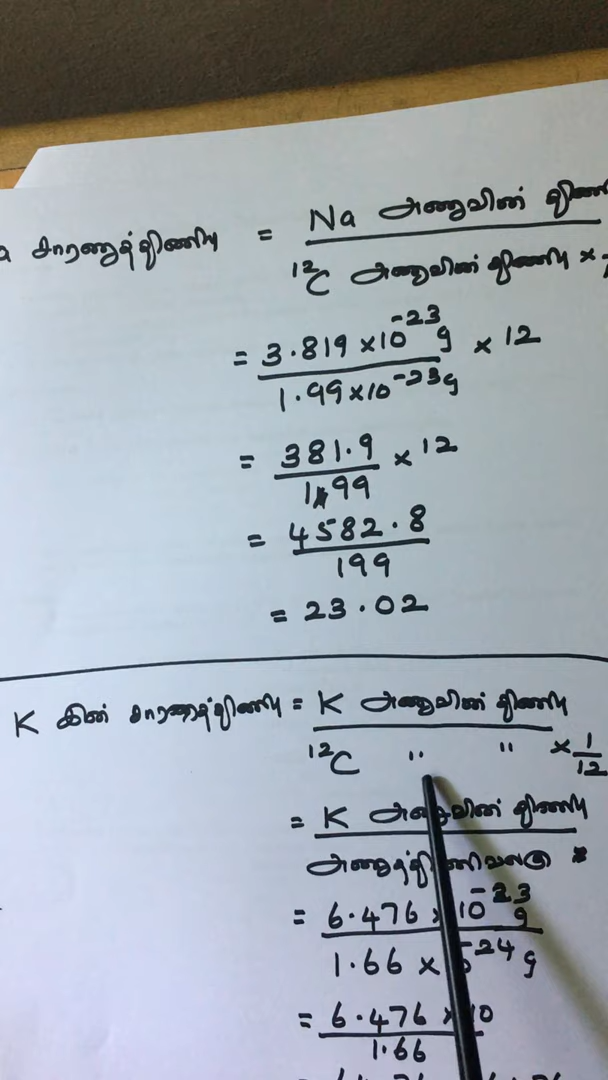 a சாரணுத்திணிவு = Na அணுவின் திணி
¹²C அணுவின் திணிவு ×
= 3.819 × 10⁻²³ g × 12
1.99 × 10⁻²³ g
= 381.9 × 12
199
= 4582.8
199
= 23.02
K இன் சாரணுத்திணிவு = K அணுவின் திணிவு
¹²C " " × 1/12
= K அணுவின் திணிவு
அணுத்திணிவலகு
= 6.476 × 10⁻²³ g
1.66 × ⁻²⁴ g
= 6.476 × 10
1.66